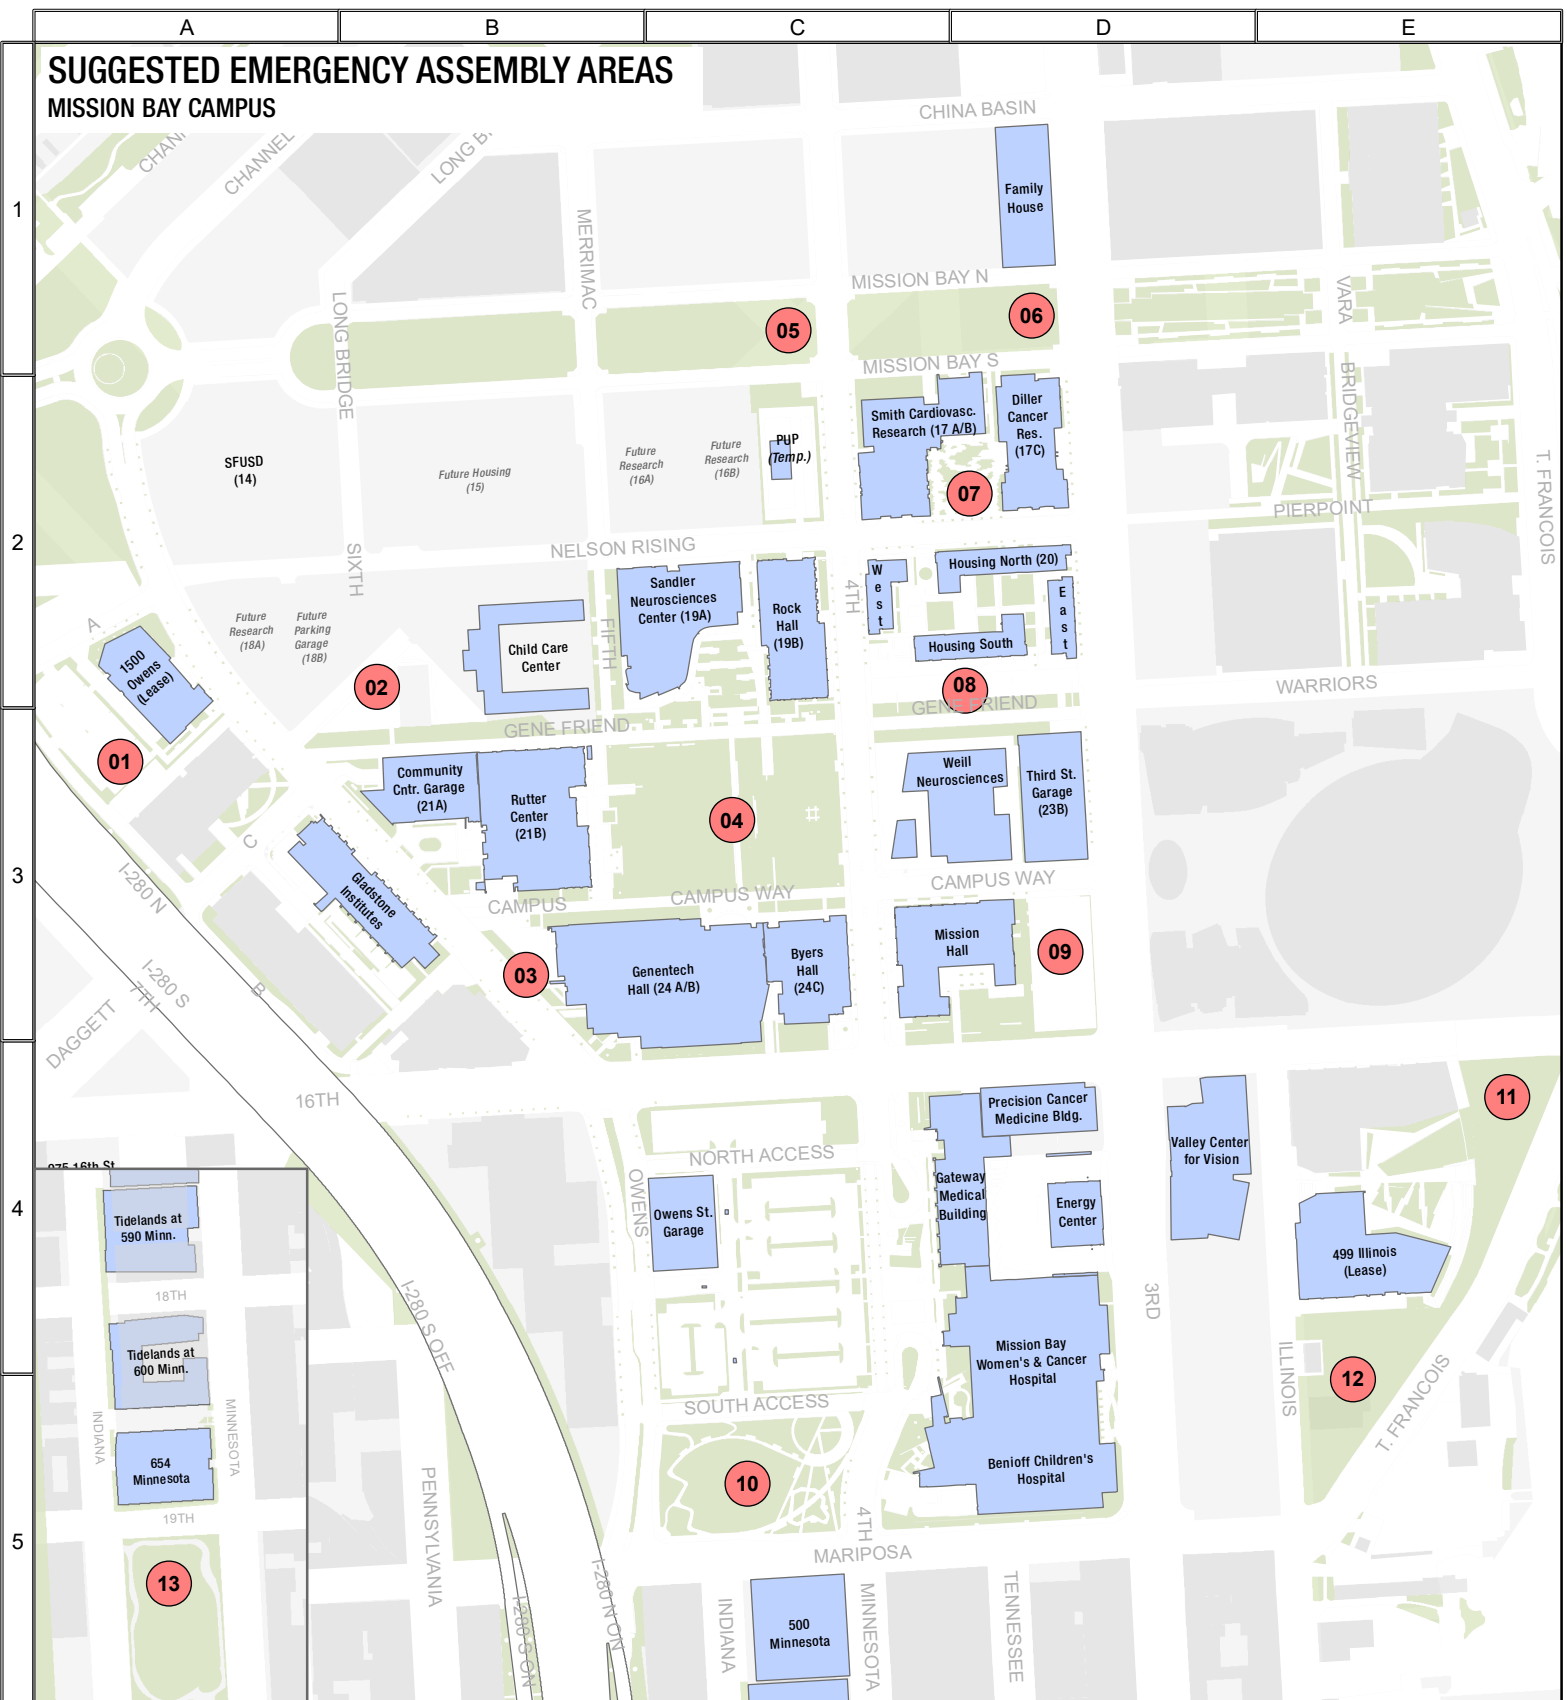 A B C D E
SUGGESTED EMERGENCY ASSEMBLY AREAS
MISSION BAY CAMPUS
CHINA BASIN
CHANNEL
LONG B
1
Family
House
MERRIMAC
MISSION BAY N
LONG BRIDGE
VARA
05
06
MISSION BAY S
BRIDGEVIEW
Smith Cardiovasc.
Research (17 A/B)
Diller
Cancer
Res.
(17C)
PUP
(Temp.)
Future
Research
(16A)
Future
Research
(16B)
SFUSD
(14)
Future Housing
(15)
07
PIERPOINT
T. FRANCOIS
2
NELSON RISING
SIXTH
4TH
Housing North (20)
West
East
Housing South
Sandler
Neurosciences
Center (19A)
Rock
Hall
(19B)
FIFTH
Child Care
Center
Future
Research
(18A)
Future
Parking
Garage
(18B)
A
1500
Owens
(Lease)
02
08
WARRIORS
GENE FRIEND
GENE FRIEND
01
Community
Cntr. Garage
(21A)
Rutter
Center
(21B)
04
Weill
Neurosciences
Third St.
Garage
(23B)
3
C
I-280 N
Gladstone
Institutes
CAMPUS
CAMPUS WAY
CAMPUS WAY
03
Genentech
Hall (24 A/B)
Byers
Hall
(24C)
Mission
Hall
09
I-280 S
7TH
B
DAGGETT
16TH
Precision Cancer
Medicine Bldg.
11
NORTH ACCESS
Valley Center
for Vision
975 16th St
4
OWENS
Owens St.
Garage
Gateway
Medical
Building
Energy
Center
499 Illinois
(Lease)
Tidelands at
590 Minn.
18TH
I-280 S OFF
3RD
Tidelands at
600 Minn.
Mission Bay
Women's & Cancer
Hospital
ILLINOIS
12
T. FRANCOIS
SOUTH ACCESS
INDIANA
MINNESOTA
654
Minnesota
10
Benioff Children's
Hospital
PENNSYLVANIA
19TH
4TH
5
MARIPOSA
13
I-280 S ON
I-280 N ON
INDIANA
500
Minnesota
MINNESOTA
TENNESSEE